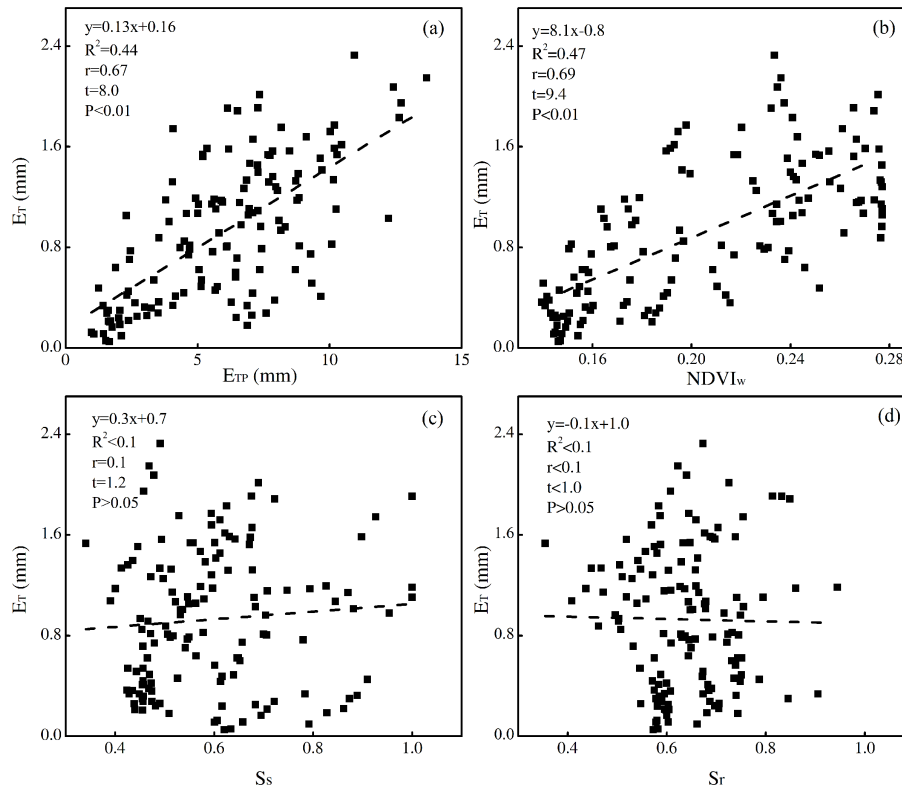 y=0.13x+0.16
R²=0.44
r=0.67
t=8.0
P<0.01
(a)
2.4
1.6
0.8
0.0
ET (mm)
0 5 10 15
ETP (mm)
y=8.1x-0.8
R²=0.47
r=0.69
t=9.4
P<0.01
(b)
2.4
1.6
0.8
0.0
ET (mm)
0.16 0.20 0.24 0.28
NDVIw
y=0.3x+0.7
R²<0.1
r=0.1
t=1.2
P>0.05
(c)
2.4
1.6
0.8
0.0
ET (mm)
0.4 0.6 0.8 1.0
Ss
y=-0.1x+1.0
R²<0.1
r<0.1
t<1.0
P>0.05
(d)
2.4
1.6
0.8
0.0
ET (mm)
0.4 0.6 0.8 1.0
Sr